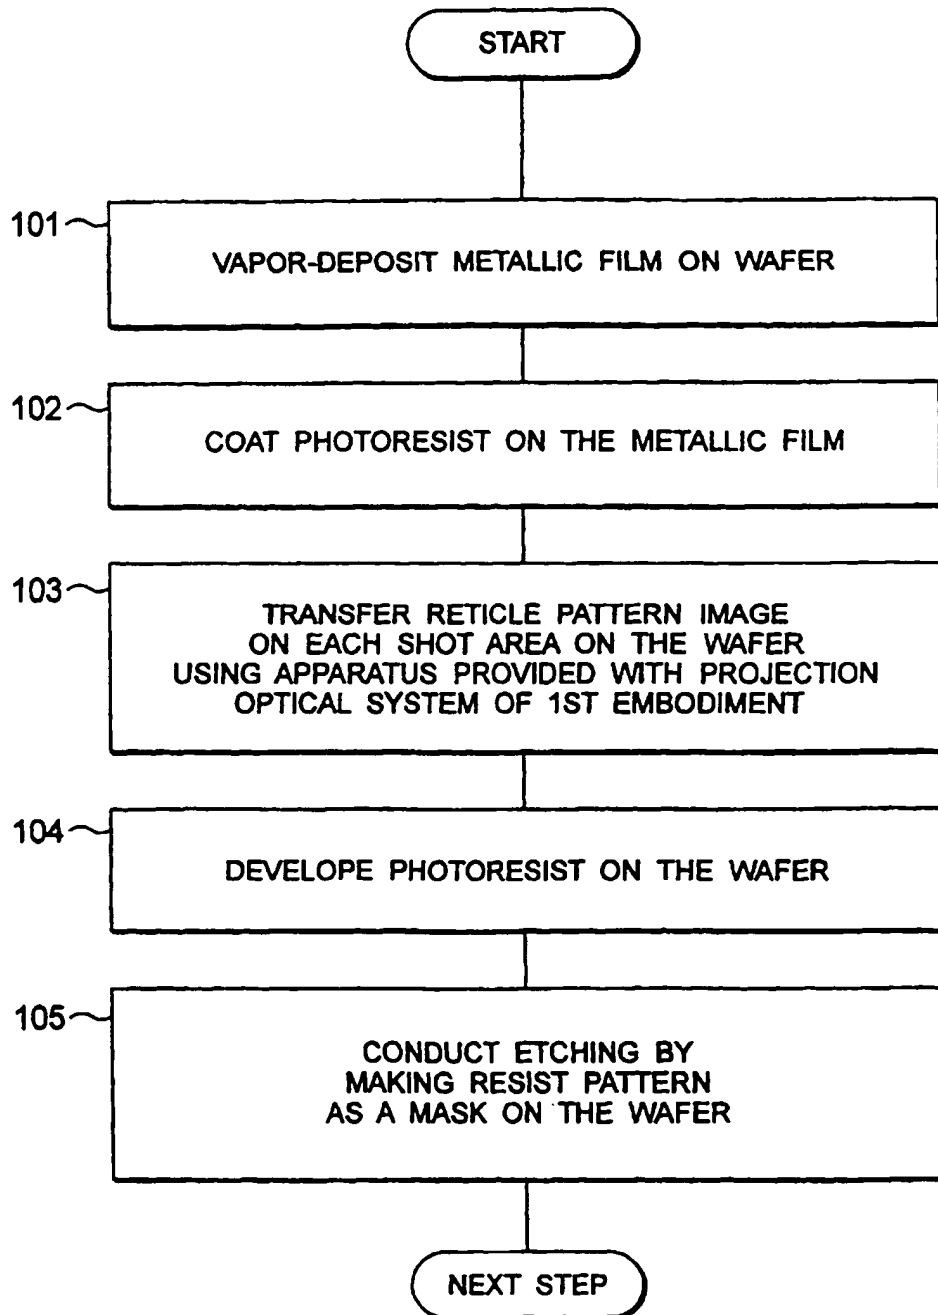 START
101
VAPOR-DEPOSIT METALLIC FILM ON WAFER
102
COAT PHOTORESIST ON THE METALLIC FILM
103
TRANSFER RETICLE PATTERN IMAGE
ON EACH SHOT AREA ON THE WAFER
USING APPARATUS PROVIDED WITH PROJECTION
OPTICAL SYSTEM OF 1ST EMBODIMENT
104
DEVELOPE PHOTORESIST ON THE WAFER
105
CONDUCT ETCHING BY
MAKING RESIST PATTERN
AS A MASK ON THE WAFER
NEXT STEP